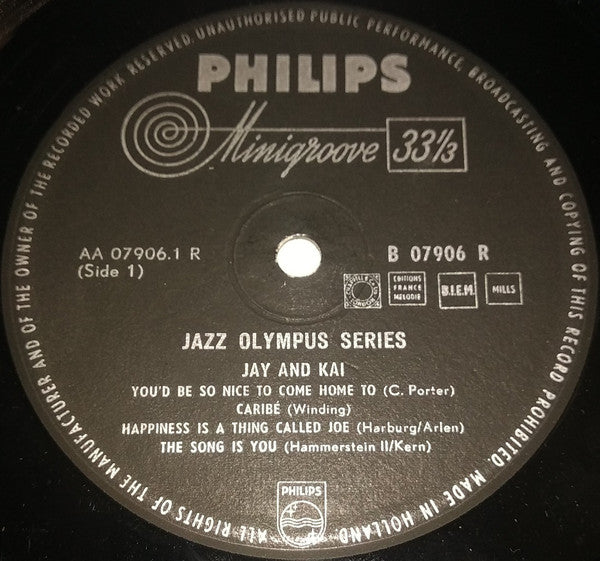 ALL RIGHTS OF THE MANUFACTURER AND OF THE OWNER OF THE RECORDED WORK RESERVED. UNAUTHORISED PUBLIC PERFORMANCE, BROADCASTING AND COPYING OF THIS RECORD PROHIBITED. MADE IN HOLLAND
PHILIPS
Minigroove 33⅓
AA 07906.1 R
(Side 1)
B 07906 R
EDITIONS FRANCE MELODIE
B.I.E.M.
MILLS
JAZZ OLYMPUS SERIES
JAY AND KAI
YOU'D BE SO NICE TO COME HOME TO (C. Porter)
CARIBÉ (Winding)
HAPPINESS IS A THING CALLED JOE (Harburg/Arlen)
THE SONG IS YOU (Hammerstein II/Kern)
PHILIPS